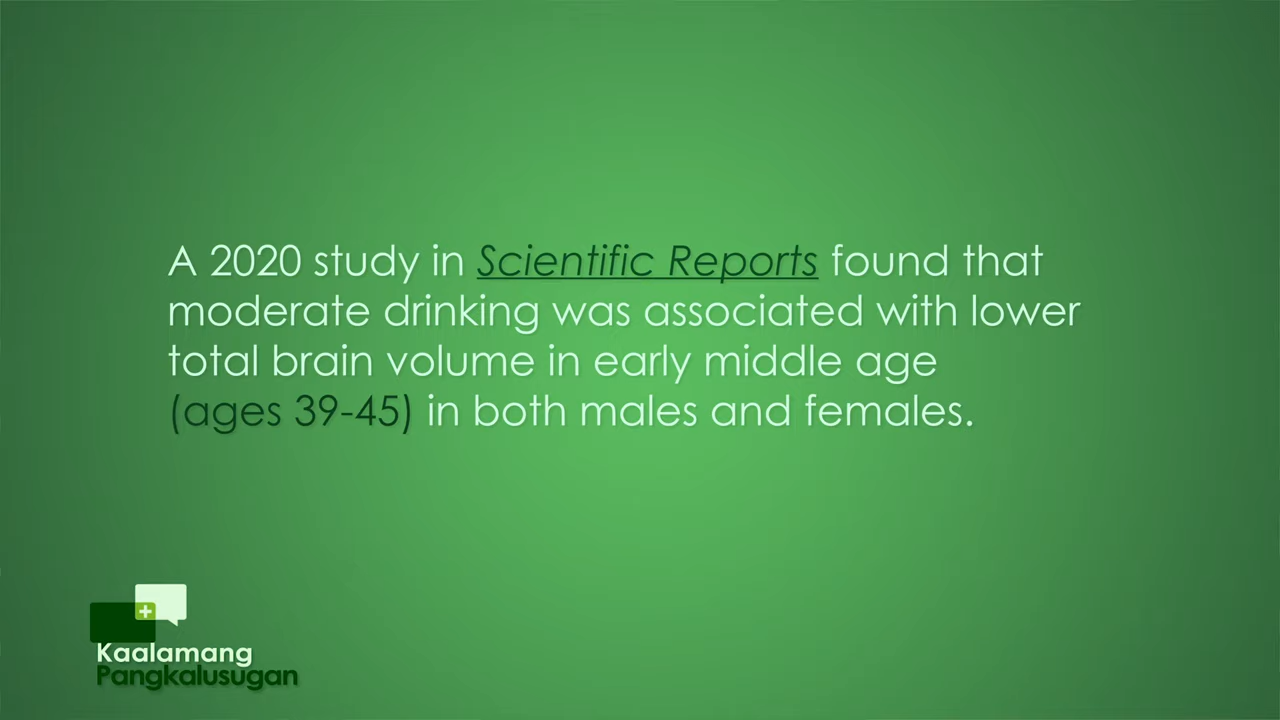 A 2020 study in Scientific Reports found that
moderate drinking was associated with lower
total brain volume in early middle age
(ages 39-45) in both males and females.
Kaalamang
Pangkalusugan